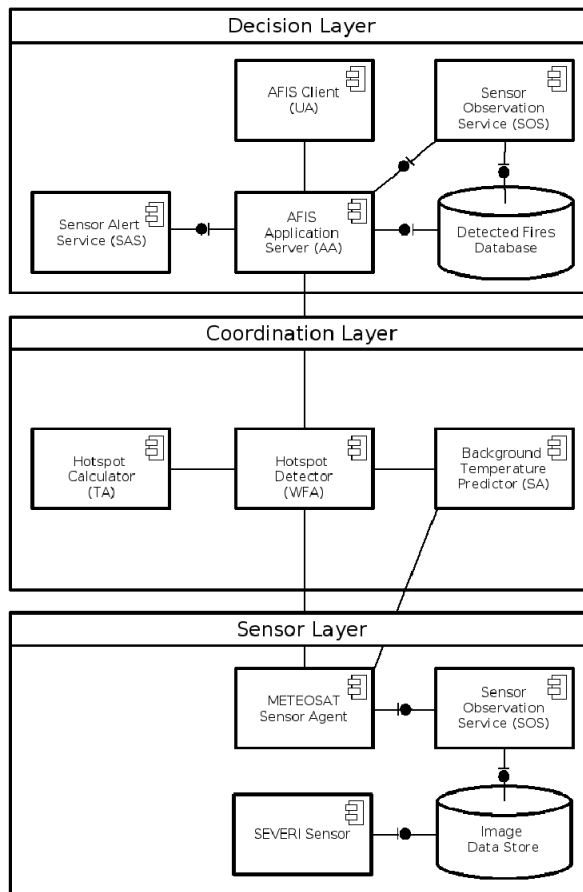 Decision Layer
AFIS Client
(UA)
Sensor
Observation
Service (SOS)
Sensor Alert
Service (SAS)
AFIS
Application
Server (AA)
Detected Fires
Database
Coordination Layer
Hotspot
Calculator
(TA)
Hotspot
Detector
(WFA)
Background
Temperature
Predictor (SA)
Sensor Layer
METEOSAT
Sensor Agent
Sensor
Observation
Service (SOS)
SEVERI Sensor
Image
Data Store